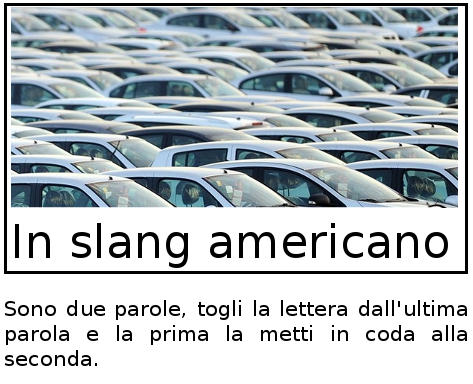 In slang americano
Sono due parole, togli la lettera dall'ultima
parola e la prima la metti in coda alla
seconda.